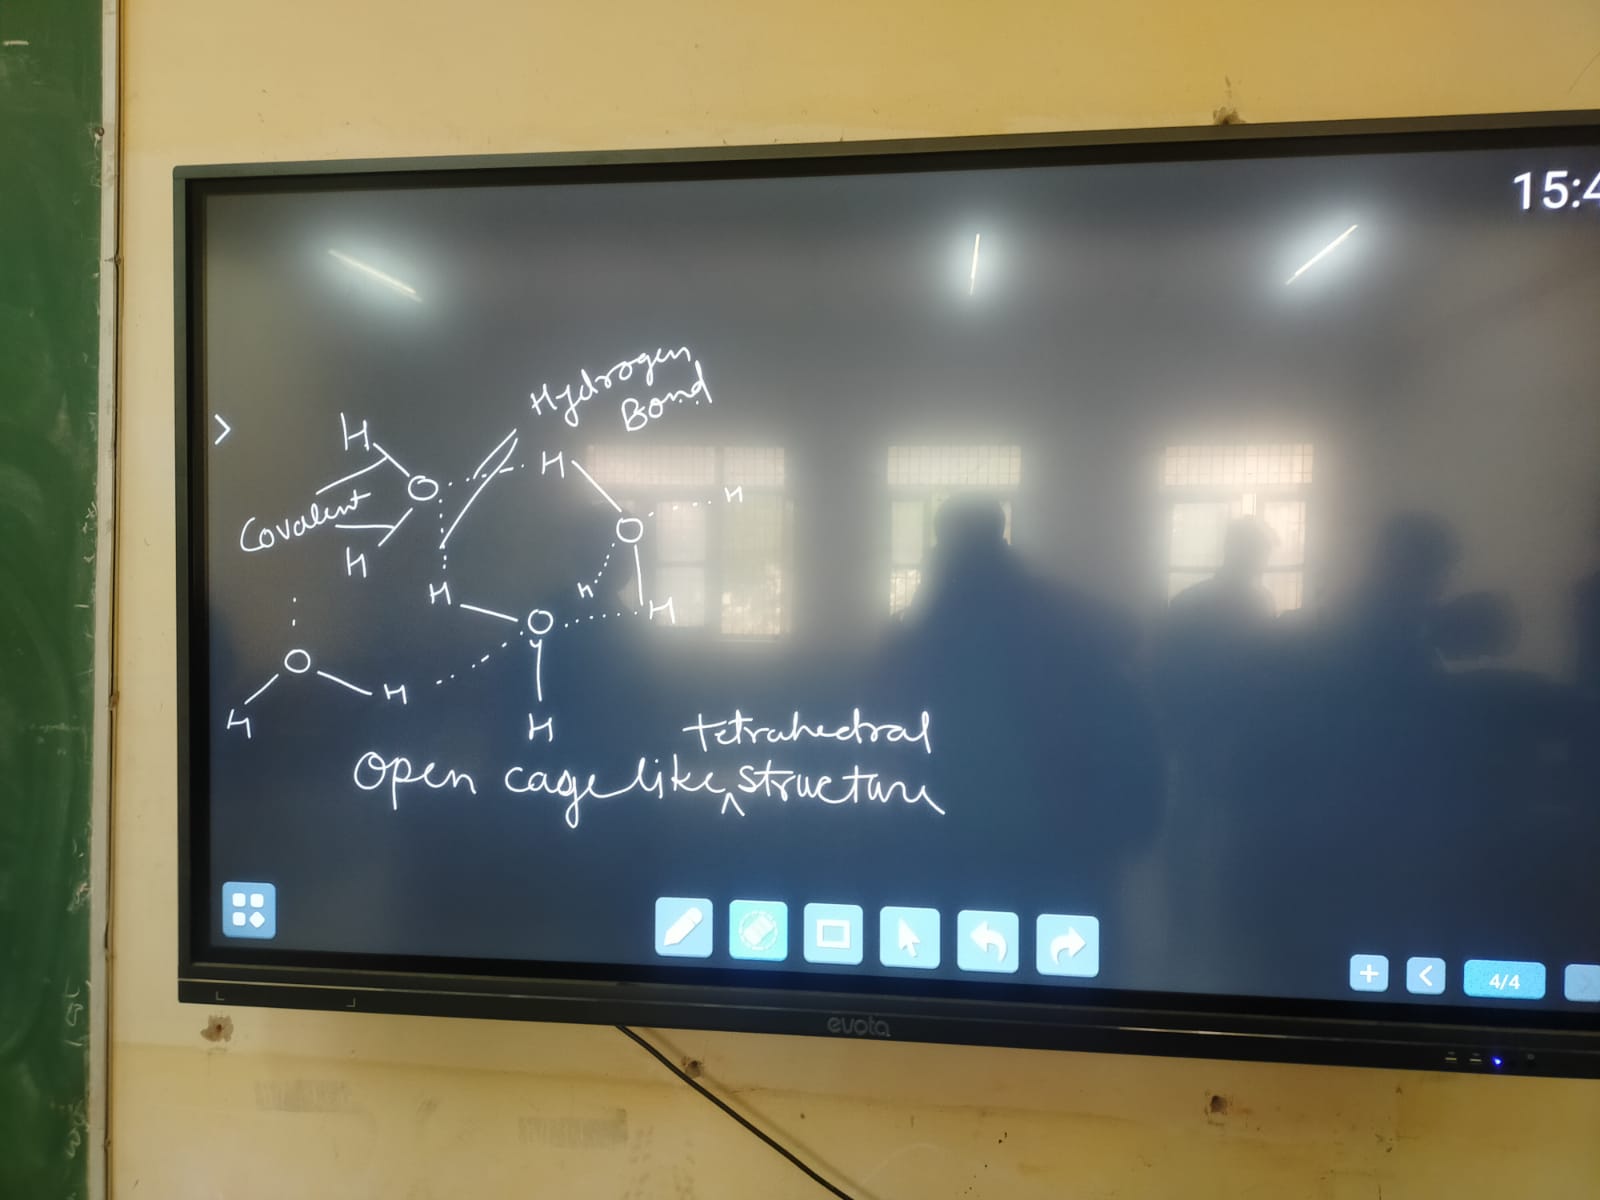 15:4
Hydrogen
Bond
H
O
H
H
Covalent
O
H
H
H
O
H
H
O
H
H
H
tetrahedral
Open cage like ^ structure
4/4
evota